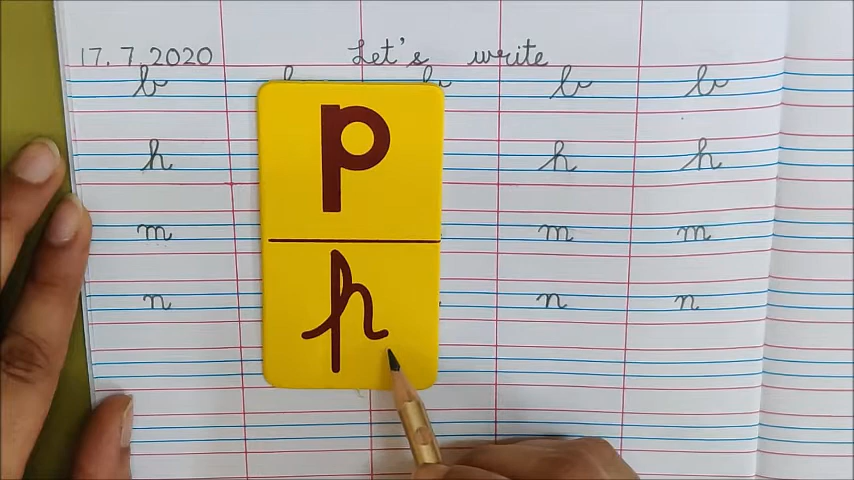 17.7.2020 Let's write
b b b b b
p
h h h
m m m
p
n n n